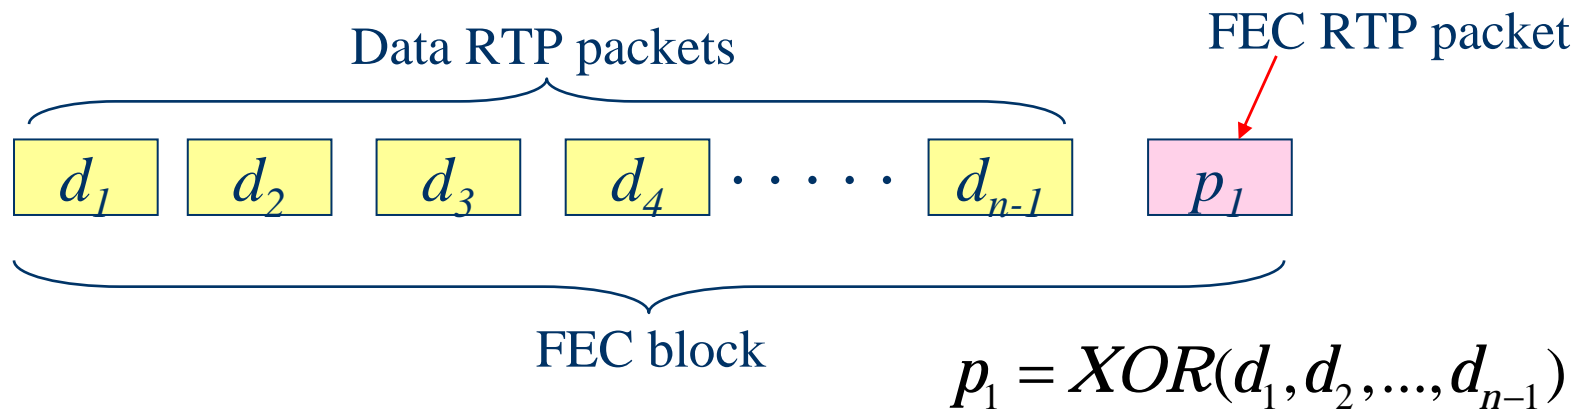 Data RTP packets
FEC RTP packet
d1 d2 d3 d4 · · · · · dn-1 p1
FEC block
p1 = XOR(d1,d2,...,dn−1)